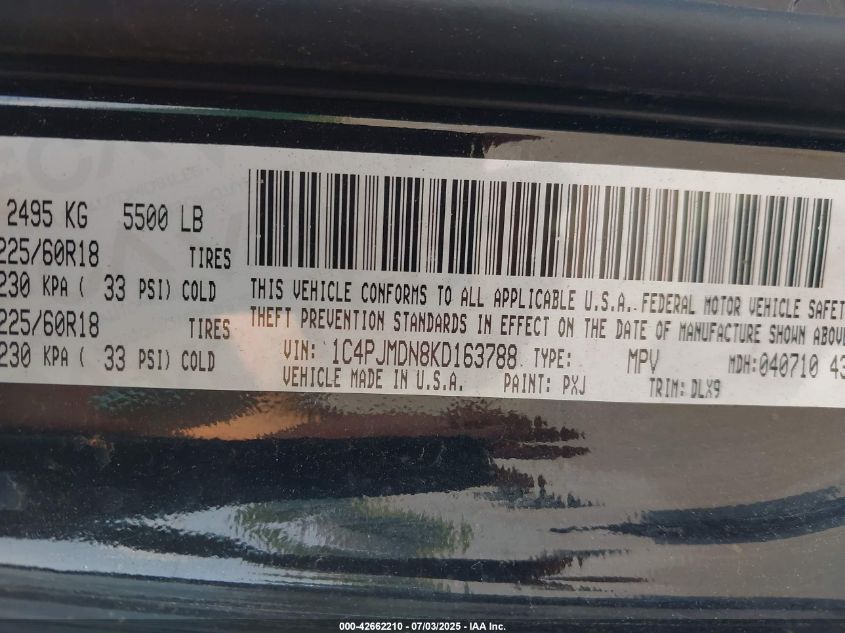 2495 KG 5500 LB
225/60R18 TIRES
230 KPA ( 33 PSI) COLD
225/60R18 TIRES
230 KPA ( 33 PSI) COLD
THIS VEHICLE CONFORMS TO ALL APPLICABLE U.S.A. FEDERAL MOTOR VEHICLE SAFET
THEFT PREVENTION STANDARDS IN EFFECT ON THE DATE OF MANUFACTURE SHOWN ABOV
VIN: 1C4PJMDN8KD163788 TYPE: MPV MDH:040710 43
VEHICLE MADE IN U.S.A. PAINT: PXJ TRIM: DLX9
000-42662210 - 07/03/2025 - IAA Inc.